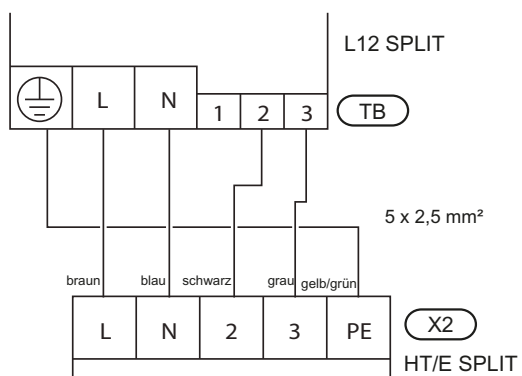 L12 SPLIT
L N 1 2 3 TB
5 x 2,5 mm²
braun blau schwarz grau gelb/grün
L N 2 3 PE X2
HT/E SPLIT